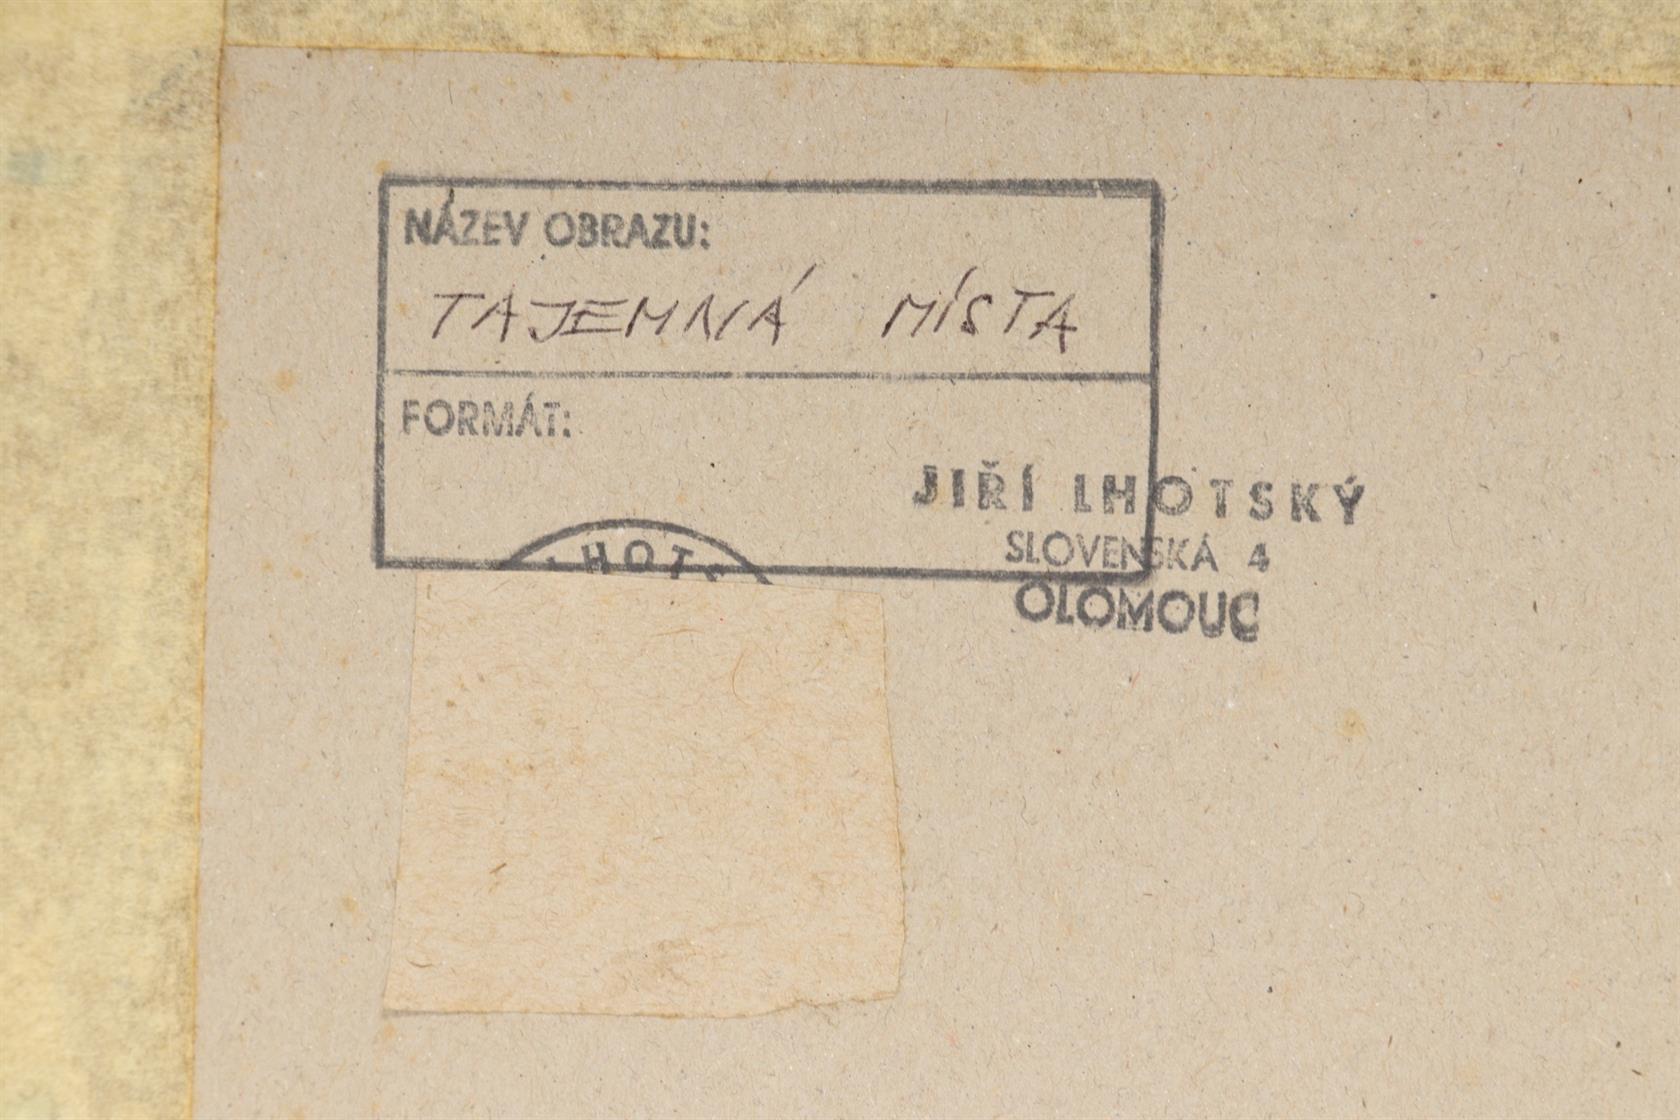 NÁZEV OBRAZU:
TAJEMNÁ MÍSTA
FORMÁT:
JIŘÍ LHOTSKÝ
SLOVENSKÁ 4
OLOMOUC